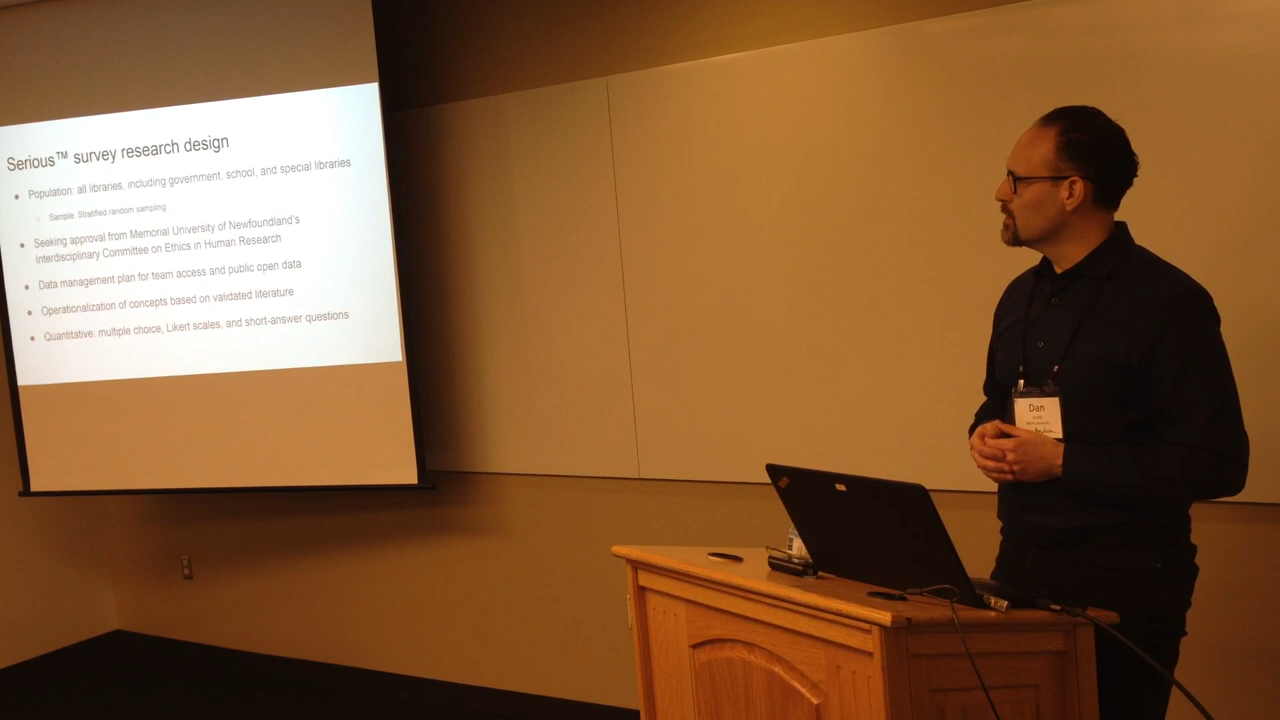 Serious™ survey research design
Population: all libraries, including government, school, and special libraries
Sample: Stratified random sampling
Seeking approval from Memorial University of Newfoundland's
Interdisciplinary Committee on Ethics in Human Research
Data management plan for team access and public open data
Operationalization of concepts based on validated literature
Quantitative: multiple choice, Likert scales, and short-answer questions
Dan